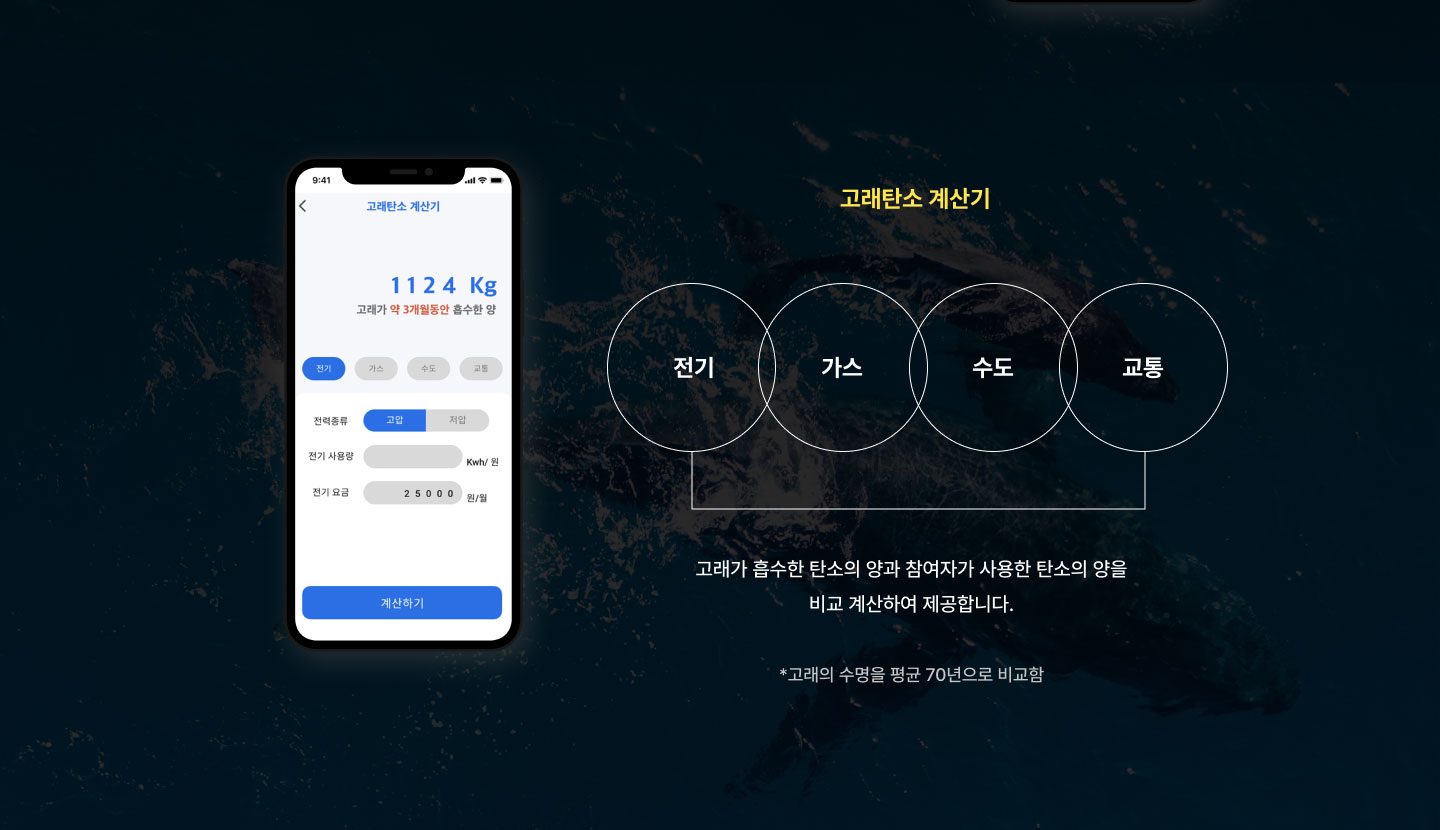 9:41
고래탄소 계산기
1124 Kg
고래가 약 3개월동안 흡수한 양
전기 가스 수도 교통
전력종류 고압 저압
전기 사용량 Kwh/ 원
전기 요금 25000 원/월
계산하기
고래탄소 계산기
전기 가스 수도 교통
고래가 흡수한 탄소의 양과 참여자가 사용한 탄소의 양을
비교 계산하여 제공합니다.
*고래의 수명을 평균 70년으로 비교함